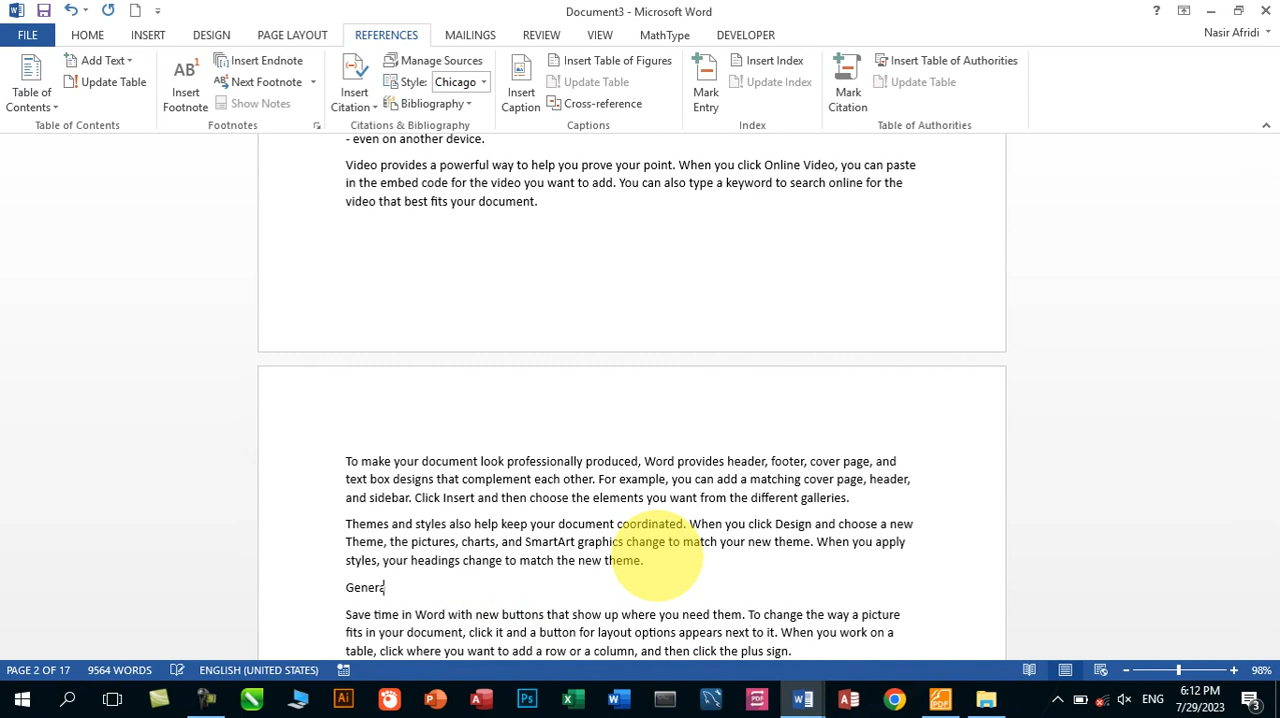 Document3 - Microsoft Word
Nasir Afridi
FILE
HOME
INSERT
DESIGN
PAGE LAYOUT
REFERENCES
MAILINGS
REVIEW
VIEW
MathType
DEVELOPER
Table of Contents
Add Text
Update Table
Table of Contents
AB¹
Insert Footnote
Insert Endnote
Next Footnote
Show Notes
Footnotes
Insert Citation
Manage Sources
Style: Chicago
Bibliography
Citations & Bibliography
Insert Caption
Insert Table of Figures
Update Table
Cross-reference
Captions
Mark Entry
Insert Index
Update Index
Index
Mark Citation
Insert Table of Authorities
Update Table
Table of Authorities
- even on another device.
Video provides a powerful way to help you prove your point. When you click Online Video, you can paste
in the embed code for the video you want to add. You can also type a keyword to search online for the
video that best fits your document.
To make your document look professionally produced, Word provides header, footer, cover page, and
text box designs that complement each other. For example, you can add a matching cover page, header,
and sidebar. Click Insert and then choose the elements you want from the different galleries.
Themes and styles also help keep your document coordinated. When you click Design and choose a new
Theme, the pictures, charts, and SmartArt graphics change to match your new theme. When you apply
styles, your headings change to match the new theme.
Genera
Save time in Word with new buttons that show up where you need them. To change the way a picture
fits in your document, click it and a button for layout options appears next to it. When you work on a
table, click where you want to add a row or a column, and then click the plus sign.
PAGE 2 OF 17
9564 WORDS
ENGLISH (UNITED STATES)
98%
ENG
6:12 PM
7/29/2023
3